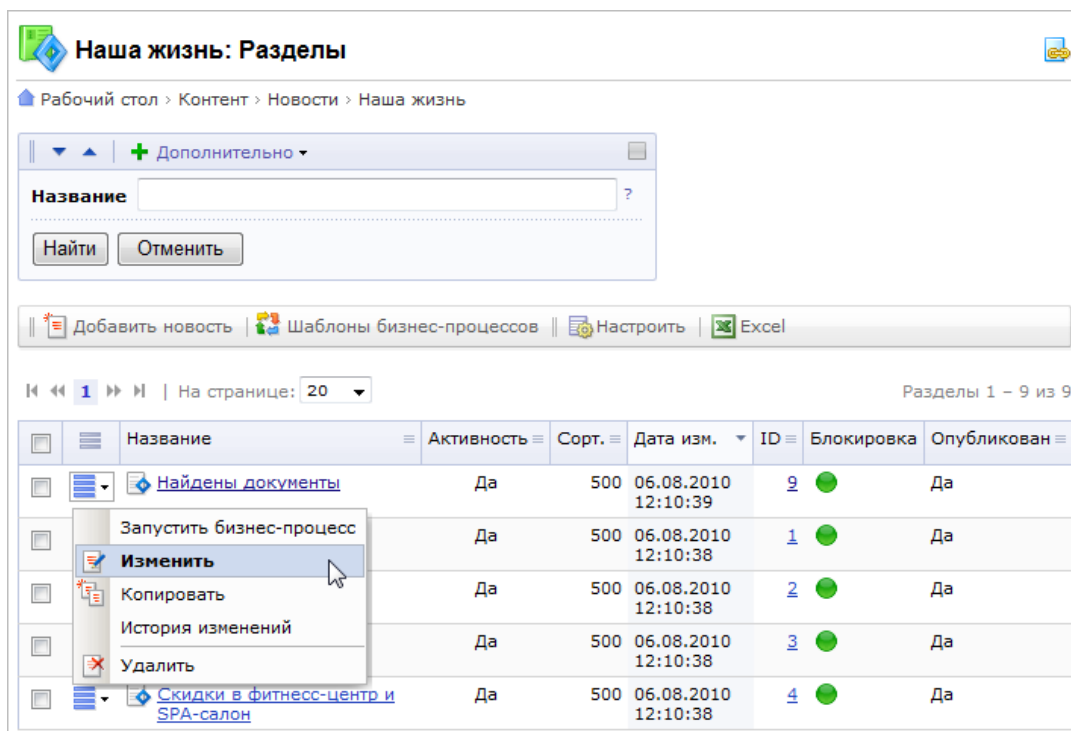 Наша жизнь: Разделы
Рабочий стол › Контент › Новости › Наша жизнь
Дополнительно
Название ?
Найти Отменить
Добавить новость Шаблоны бизнес-процессов Настроить Excel
1 На странице: 20 Разделы 1 – 9 из 9
Название Активность Сорт. Дата изм. ID Блокировка Опубликован
Найдены документы Да 500 06.08.2010 9 Да
12:10:39
Запустить бизнес-процесс Да 500 06.08.2010 1 Да
12:10:38
Изменить
Копировать Да 500 06.08.2010 2 Да
12:10:38
История изменений
Да 500 06.08.2010 3 Да
12:10:38
Удалить
Скидки в фитнесс-центр и Да 500 06.08.2010 4 Да
SPA-салон 12:10:38